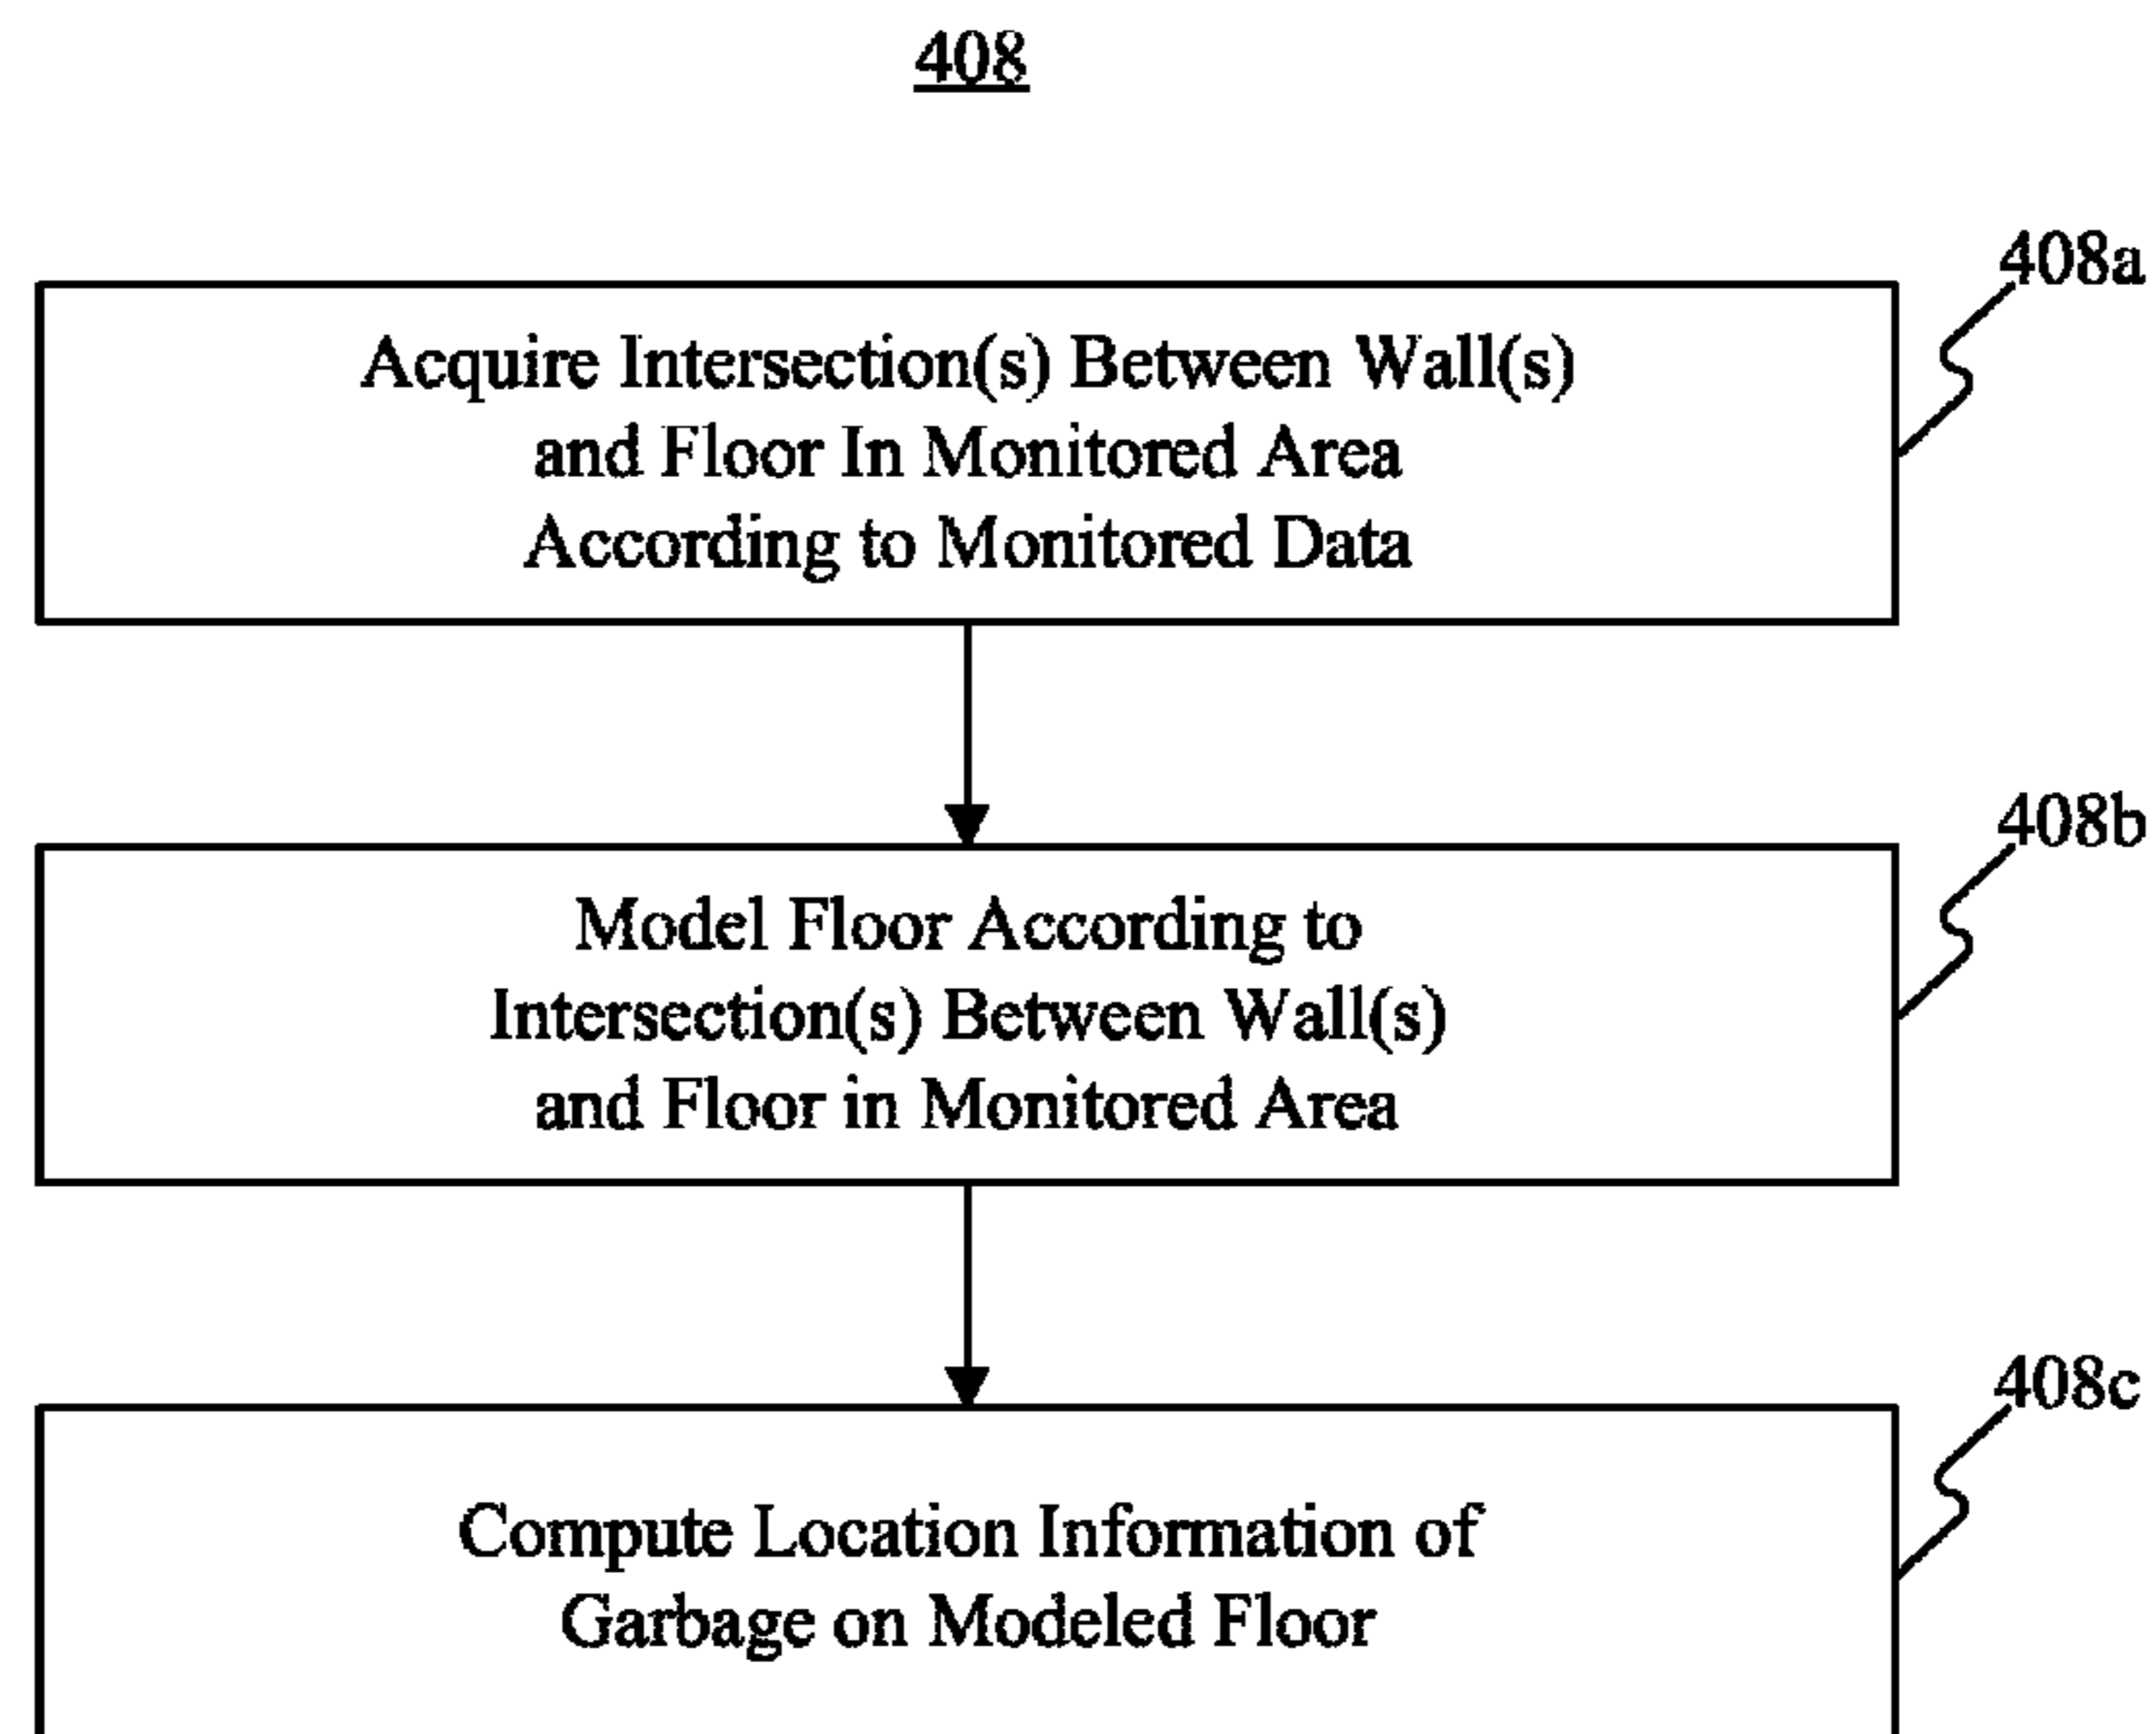 408
408a
Acquire Intersection(s) Between Wall(s)
and Floor In Monitored Area
According to Monitored Data
408b
Model Floor According to
Intersection(s) Between Wall(s)
and Floor in Monitored Area
408c
Compute Location Information of
Garbage on Modeled Floor